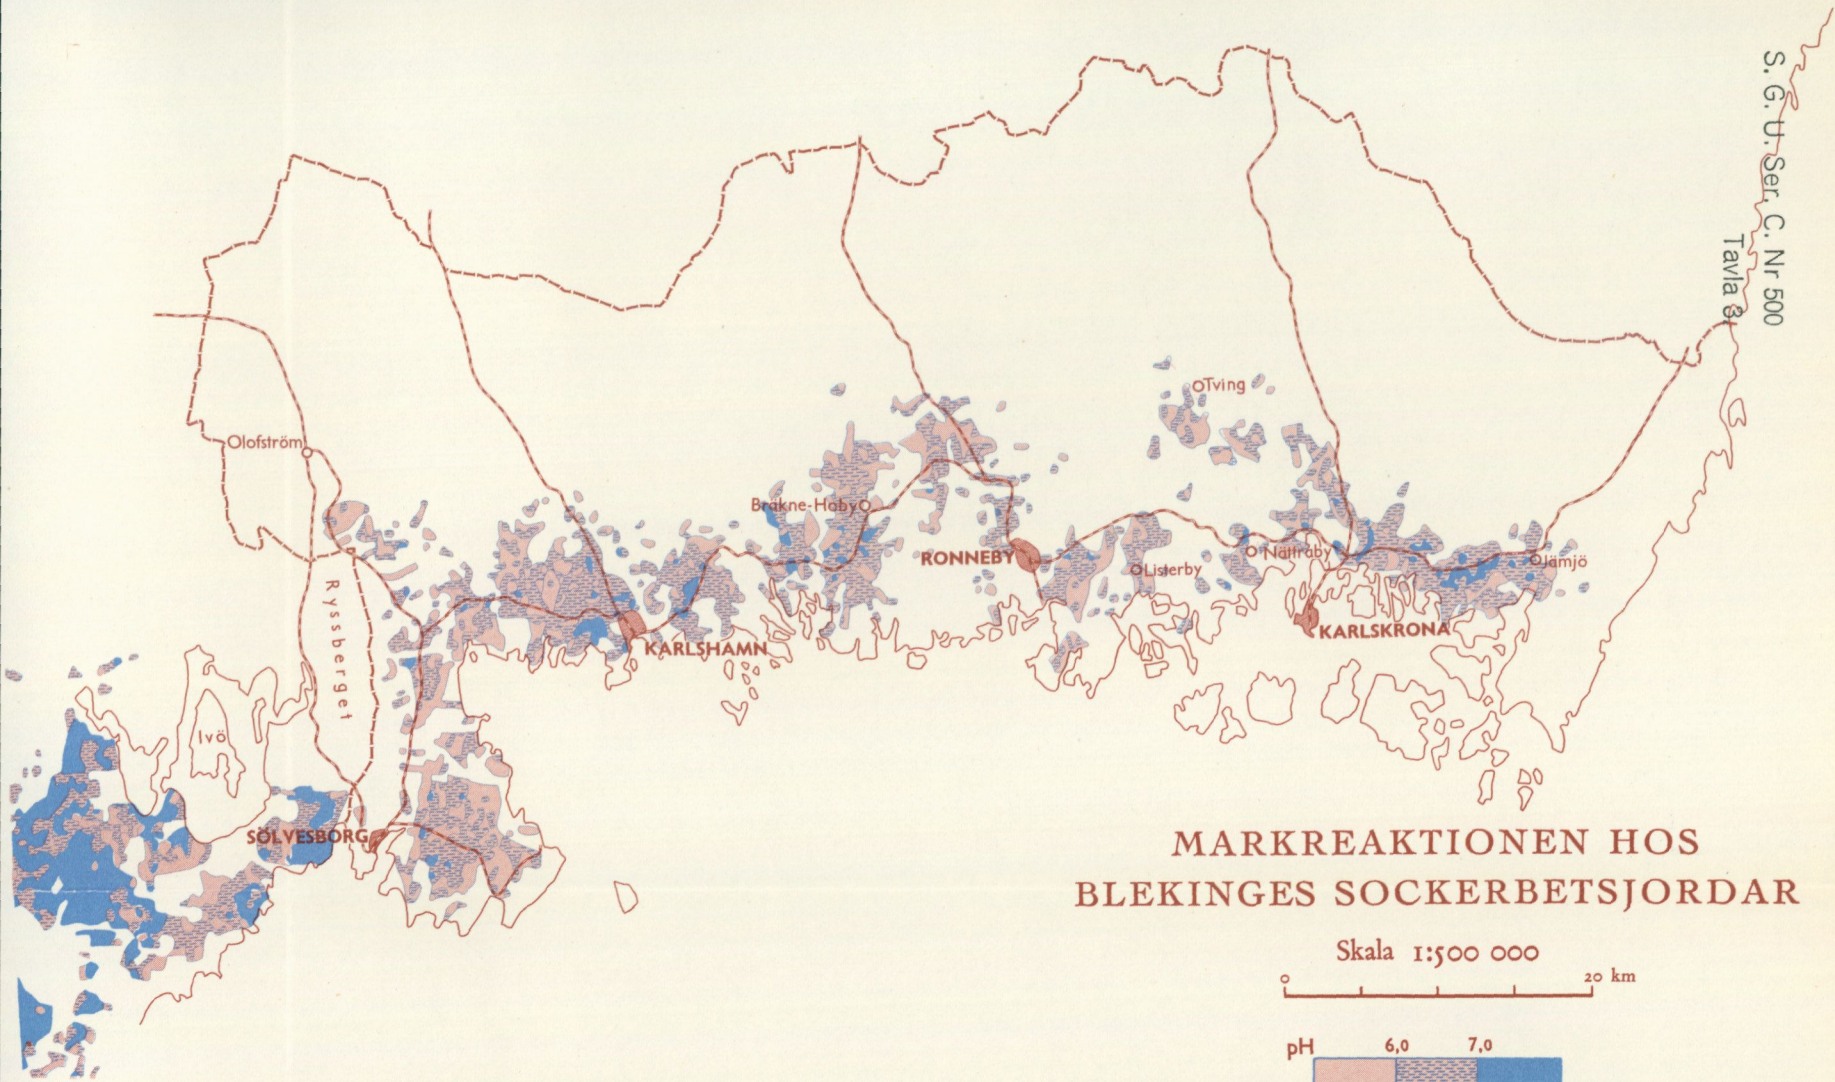 S. G. U. Ser. C. Nr 500
Tavla 3.
Tving
Olofström
Bräkne-Hoby
RONNEBY
Listerby
Nättraby
Jämjö
KARLSKRONA
KARLSHAMN
Ryssberget
Ivö
SÖLVESBORG
MARKREAKTIONEN HOS
BLEKINGES SOCKERBETSJORDAR
Skala 1:500 000
0 20 km
pH 6,0 7,0